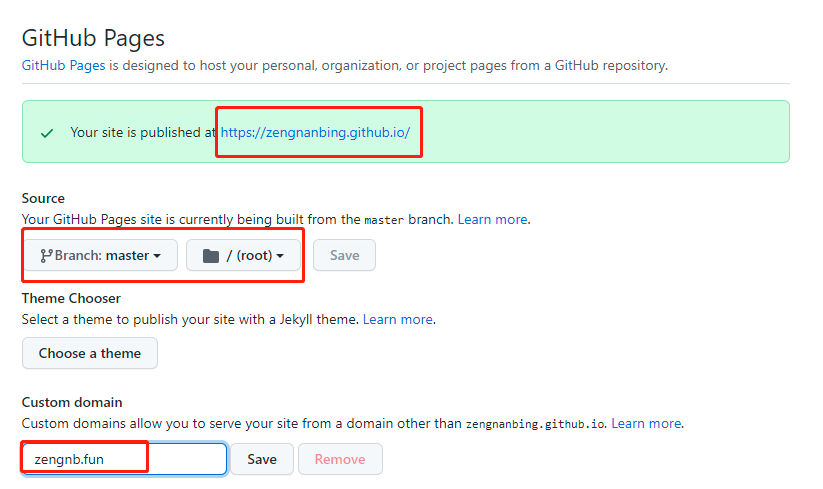 GitHub Pages
GitHub Pages is designed to host your personal, organization, or project pages from a GitHub repository.
Your site is published at https://zengnanbing.github.io/
Source
Your GitHub Pages site is currently being built from the master branch. Learn more.
Branch: master / (root) Save
Theme Chooser
Select a theme to publish your site with a Jekyll theme. Learn more.
Choose a theme
Custom domain
Custom domains allow you to serve your site from a domain other than zengnanbing.github.io. Learn more.
zengnb.fun Save Remove